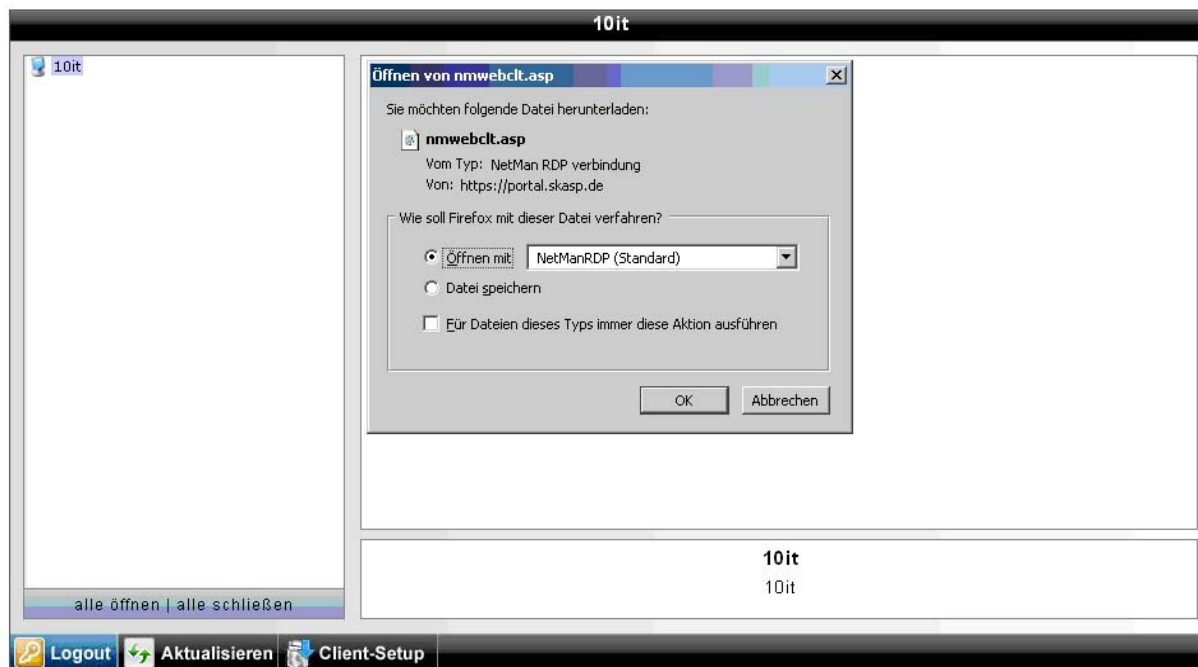 10it
10it
Öffnen von nmwebclt.asp
Sie möchten folgende Datei herunterladen:
nmwebclt.asp
Vom Typ: NetMan RDP verbindung
Von: https://portal.skasp.de
Wie soll Firefox mit dieser Datei verfahren?
Öffnen mit NetManRDP (Standard)
Datei speichern
Für Dateien dieses Typs immer diese Aktion ausführen
OK Abbrechen
10it
10it
alle öffnen | alle schließen
Logout Aktualisieren Client-Setup